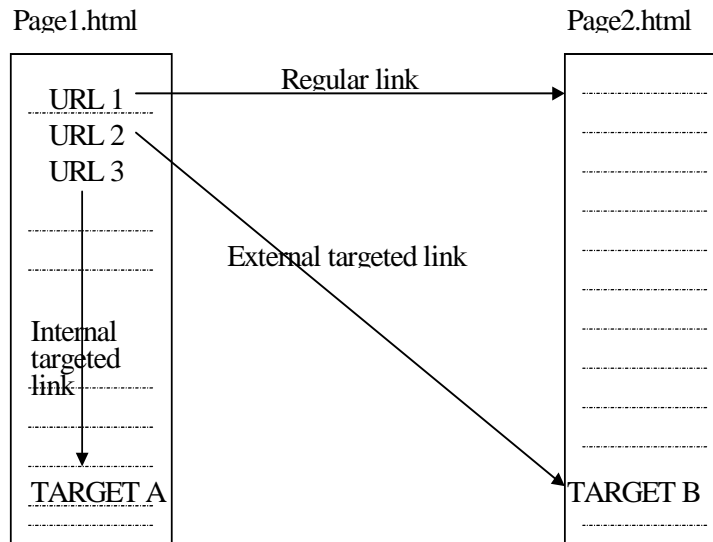 Page1.html
Page2.html
Regular link
URL 1
URL 2
URL 3
External targeted link
Internal
targeted
link
TARGET A
TARGET B